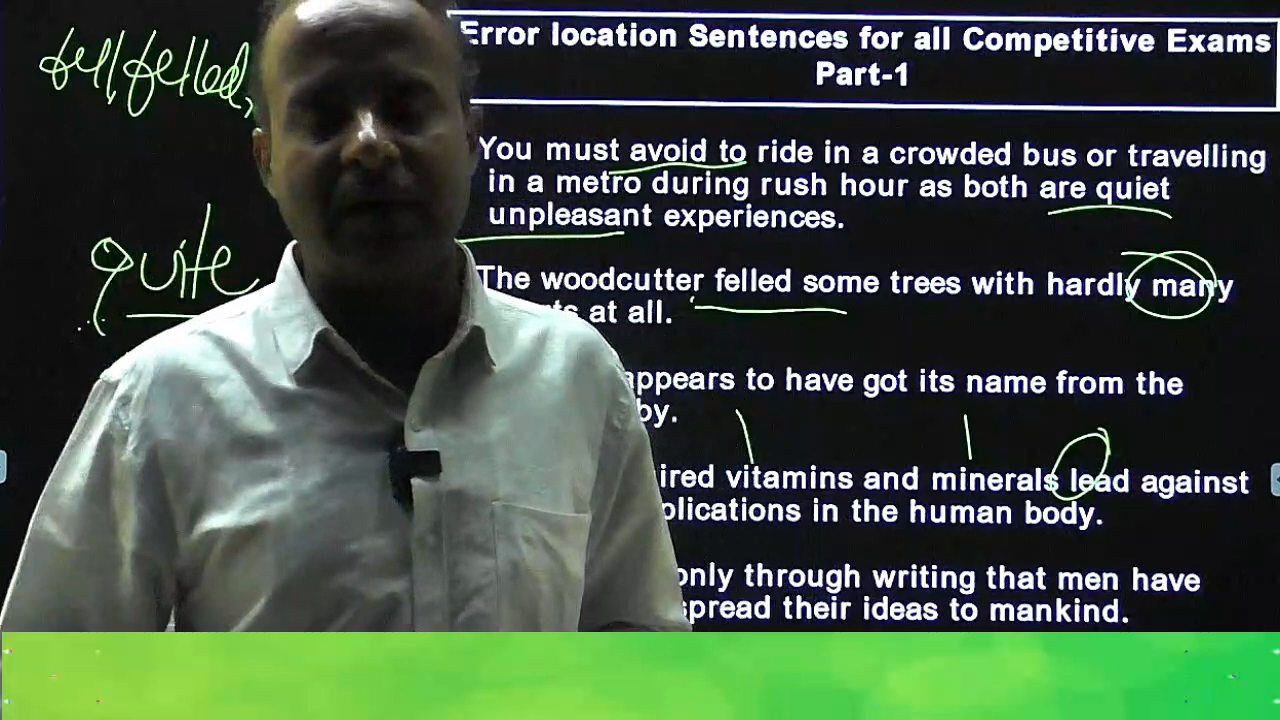 Error location Sentences for all Competitive Exams
Part-1
fell, felled,
You must avoid to ride in a crowded bus or travelling
in a metro during rush hour as both are quiet
unpleasant experiences.
quite
The woodcutter felled some trees with hardly many
at all.
appears to have got its name from the
vitamins and minerals lead against
in the human body.
only through writing that men have
spread their ideas to mankind.